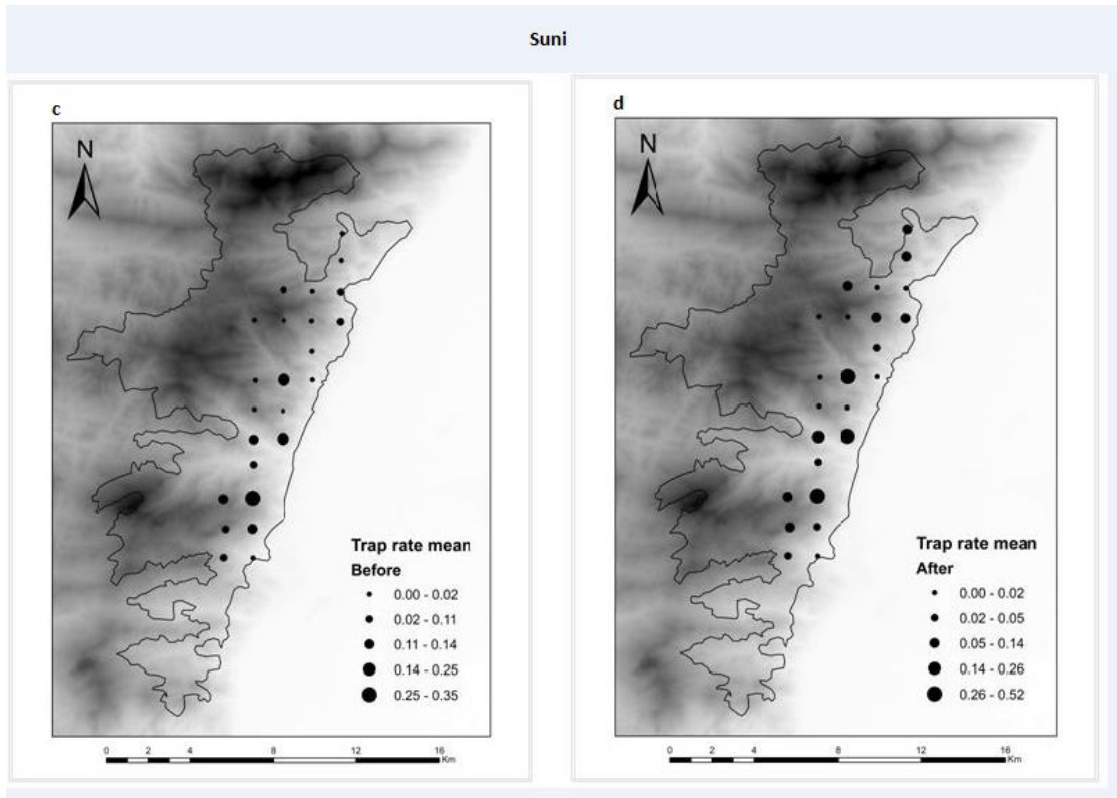 Suni
c
N
Trap rate mean
Before
0.00 - 0.02
0.02 - 0.11
0.11 - 0.14
0.14 - 0.25
0.25 - 0.35
0 2 4 8 12 16
Km
d
N
Trap rate mean
After
0.00 - 0.02
0.02 - 0.05
0.05 - 0.14
0.14 - 0.26
0.26 - 0.52
0 2 4 8 12 16
Km